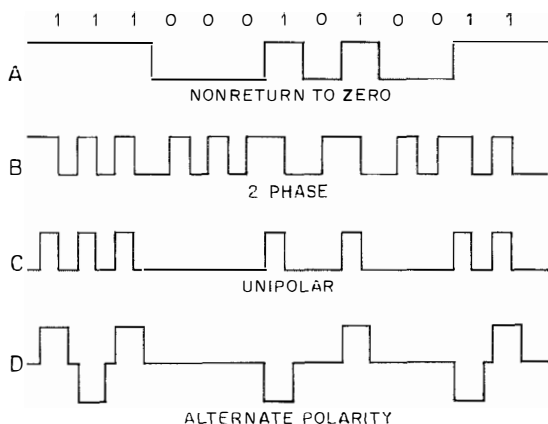 1 1 1 0 0 0 1 0 1 0 0 1 1
A
NONRETURN TO ZERO
B
2 PHASE
C
UNIPOLAR
D
ALTERNATE POLARITY